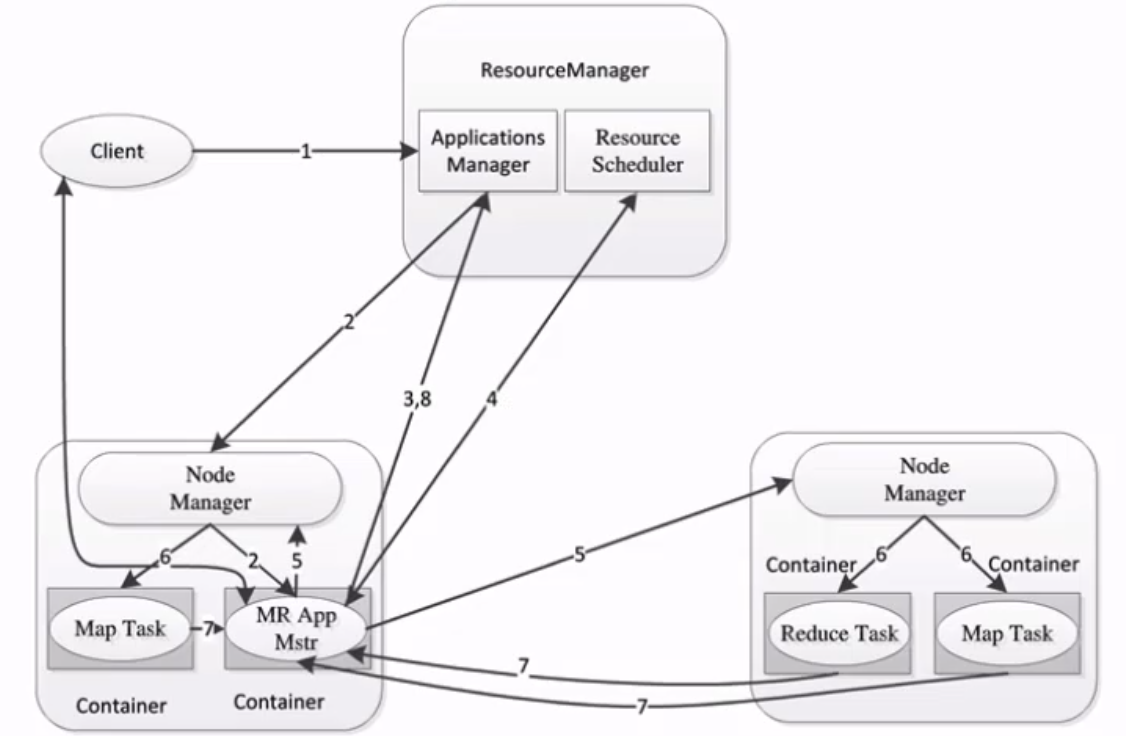 ResourceManager
Client
1
Applications
Manager
Resource
Scheduler
2
3,8
4
Node
Manager
6
2
5
Map Task
7
MR App
Mstr
Container
Container
5
Node
Manager
Container
6
6
Container
Reduce Task
Map Task
7
7